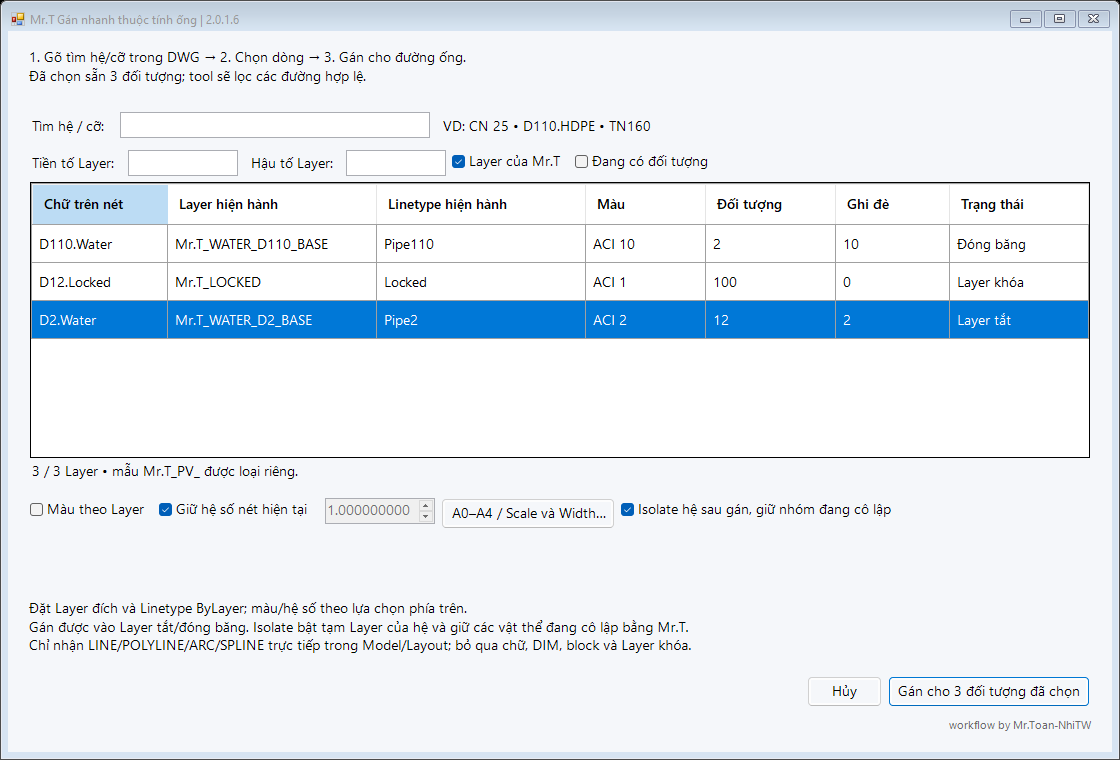 Mr.T Gán nhanh thuộc tính ống | 2.0.1.6
1. Gõ tìm hệ/cỡ trong DWG → 2. Chọn dòng → 3. Gán cho đường ống.
Đã chọn sẵn 3 đối tượng; tool sẽ lọc các đường hợp lệ.
Tìm hệ / cỡ: VD: CN 25 • D110.HDPE • TN160
Tiền tố Layer: Hậu tố Layer: Layer của Mr.T Đang có đối tượng
Chữ trên nét Layer hiện hành Linetype hiện hành Màu Đối tượng Ghi đè Trạng thái
D110.Water Mr.T_WATER_D110_BASE Pipe110 ACI 10 2 10 Đóng băng
D12.Locked Mr.T_LOCKED Locked ACI 1 100 0 Layer khóa
D2.Water Mr.T_WATER_D2_BASE Pipe2 ACI 2 12 2 Layer tắt
3 / 3 Layer • mẫu Mr.T_PV_ được loại riêng.
Màu theo Layer Giữ hệ số nét hiện tại 1.000000000 A0–A4 / Scale và Width... Isolate hệ sau gán, giữ nhóm đang cô lập
Đặt Layer đích và Linetype ByLayer; màu/hệ số theo lựa chọn phía trên.
Gán được vào Layer tắt/đóng băng. Isolate bật tạm Layer của hệ và giữ các vật thể đang cô lập bằng Mr.T.
Chỉ nhận LINE/POLYLINE/ARC/SPLINE trực tiếp trong Model/Layout; bỏ qua chữ, DIM, block và Layer khóa.
Hủy Gán cho 3 đối tượng đã chọn
workflow by Mr.Toan-NhiTW